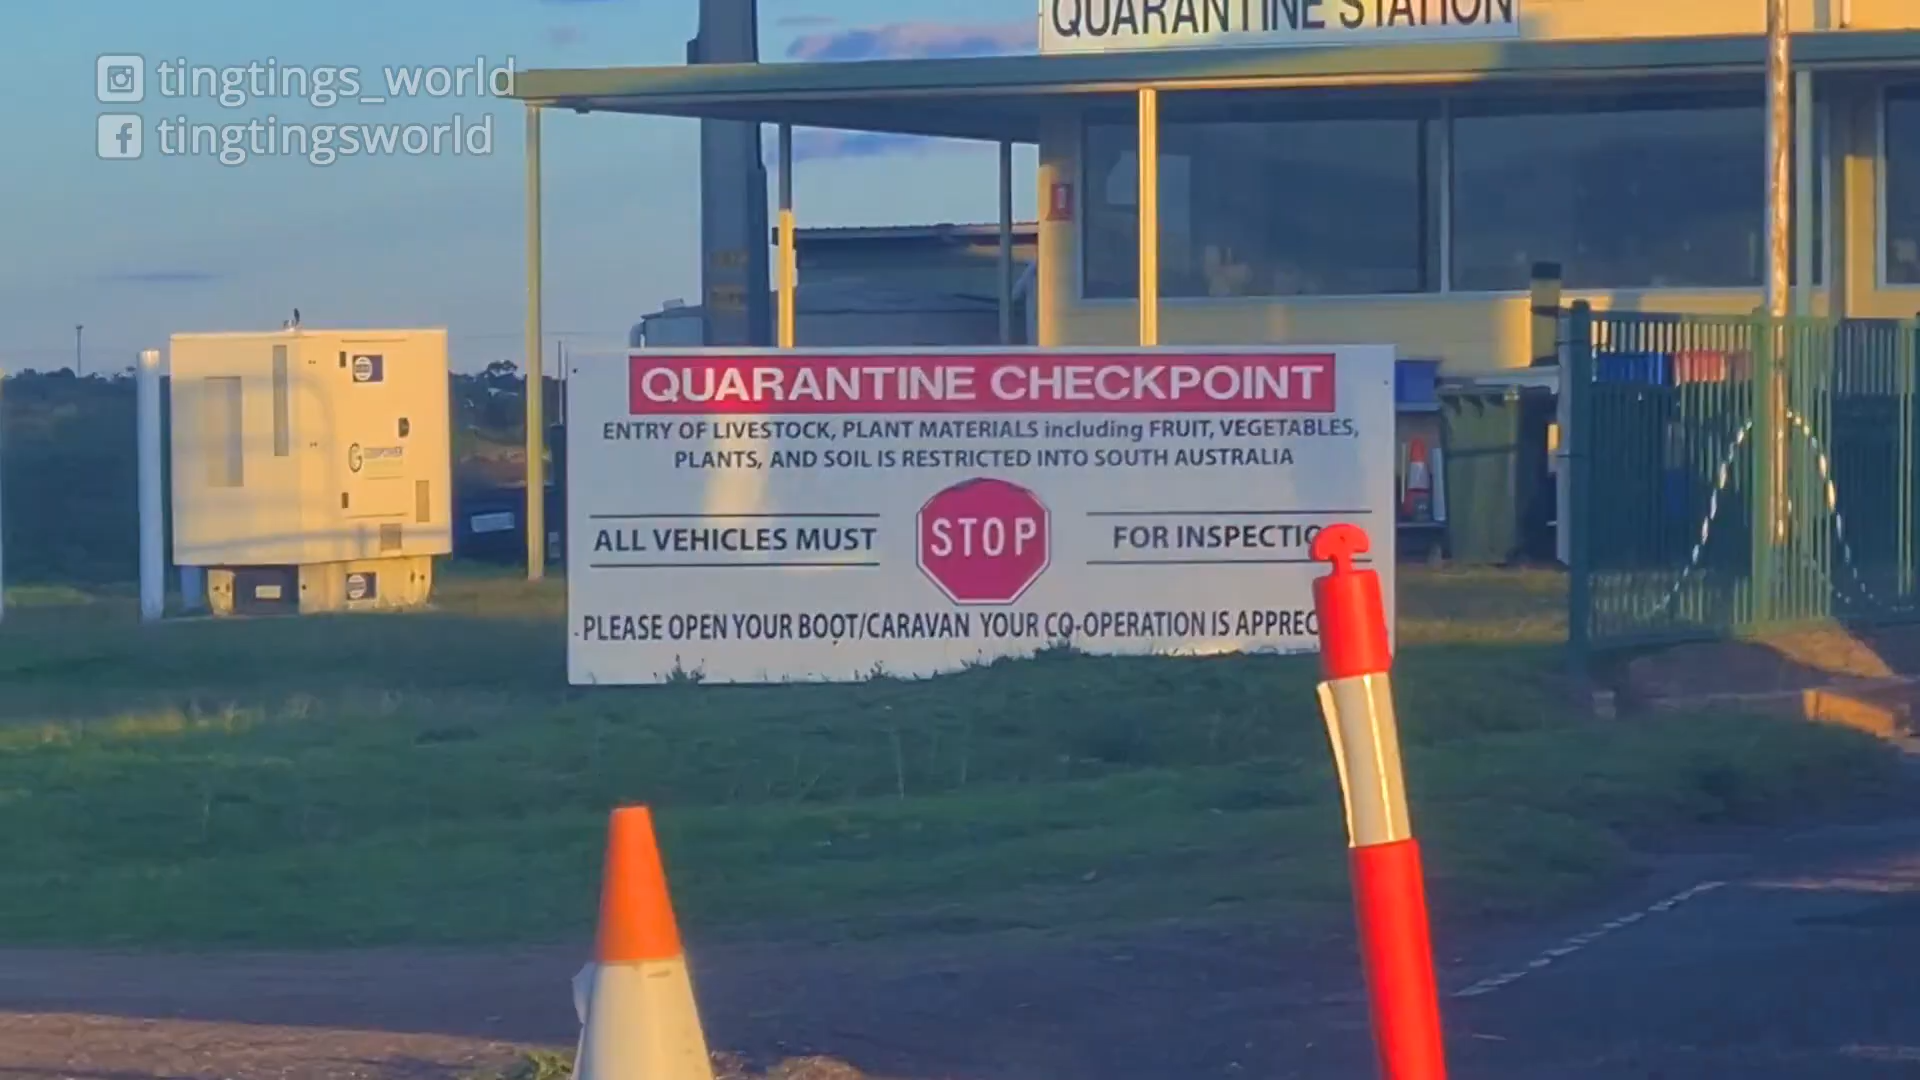 QUARANTINE STATION
tingtings_world
tingtingsworld
QUARANTINE CHECKPOINT
ENTRY OF LIVESTOCK, PLANT MATERIALS including FRUIT, VEGETABLES,
PLANTS, AND SOIL IS RESTRICTED INTO SOUTH AUSTRALIA
ALL VEHICLES MUST
STOP
FOR INSPECTIO
PLEASE OPEN YOUR BOOT/CARAVAN YOUR CO-OPERATION IS APPREC